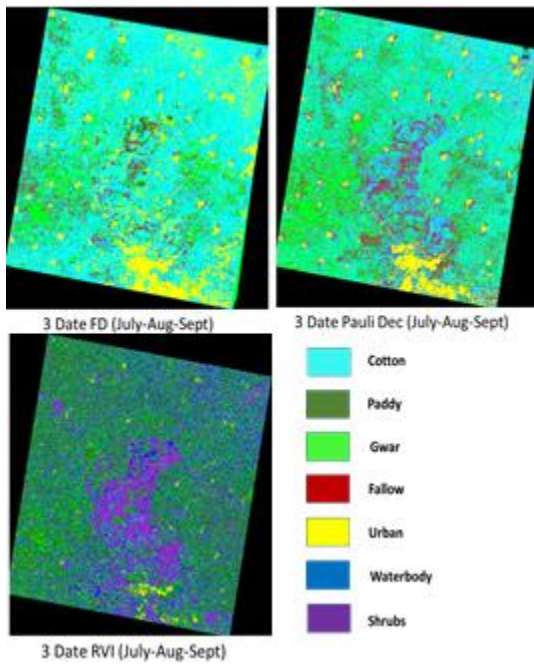 3 Date FD (July-Aug-Sept)
3 Date Pauli Dec (July-Aug-Sept)
3 Date RVI (July-Aug-Sept)
Cotton
Paddy
Gwar
Fallow
Urban
Waterbody
Shrubs